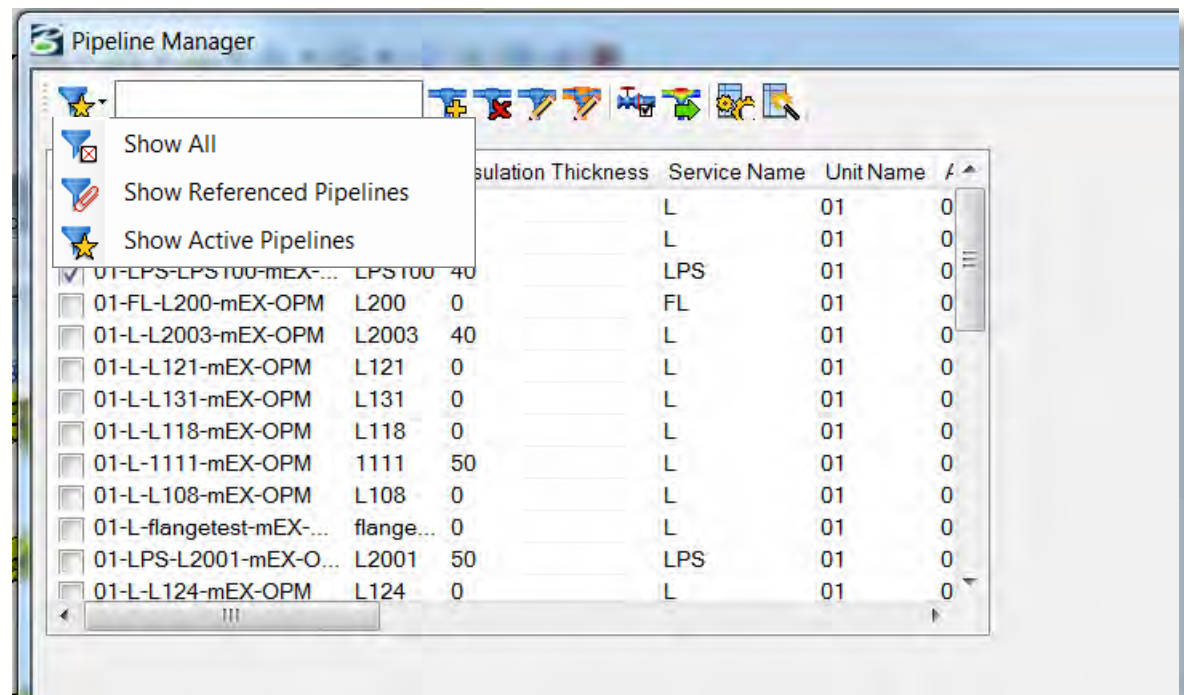 Pipeline Manager
Show All
Show Referenced Pipelines
Show Active Pipelines
sulation Thickness Service Name Unit Name
L 01 0
L 01 0
01-LPS-LPS100-mEX-... LPS100 40 LPS 01 0
01-FL-L200-mEX-OPM L200 0 FL 01 0
01-L-L2003-mEX-OPM L2003 40 L 01 0
01-L-L121-mEX-OPM L121 0 L 01 0
01-L-L131-mEX-OPM L131 0 L 01 0
01-L-L118-mEX-OPM L118 0 L 01 0
01-L-1111-mEX-OPM 1111 50 L 01 0
01-L-L108-mEX-OPM L108 0 L 01 0
01-L-flangetest-mEX-... flange... 0 L 01 0
01-LPS-L2001-mEX-O... L2001 50 LPS 01 0
01-L-L124-mEX-OPM L124 0 L 01 0